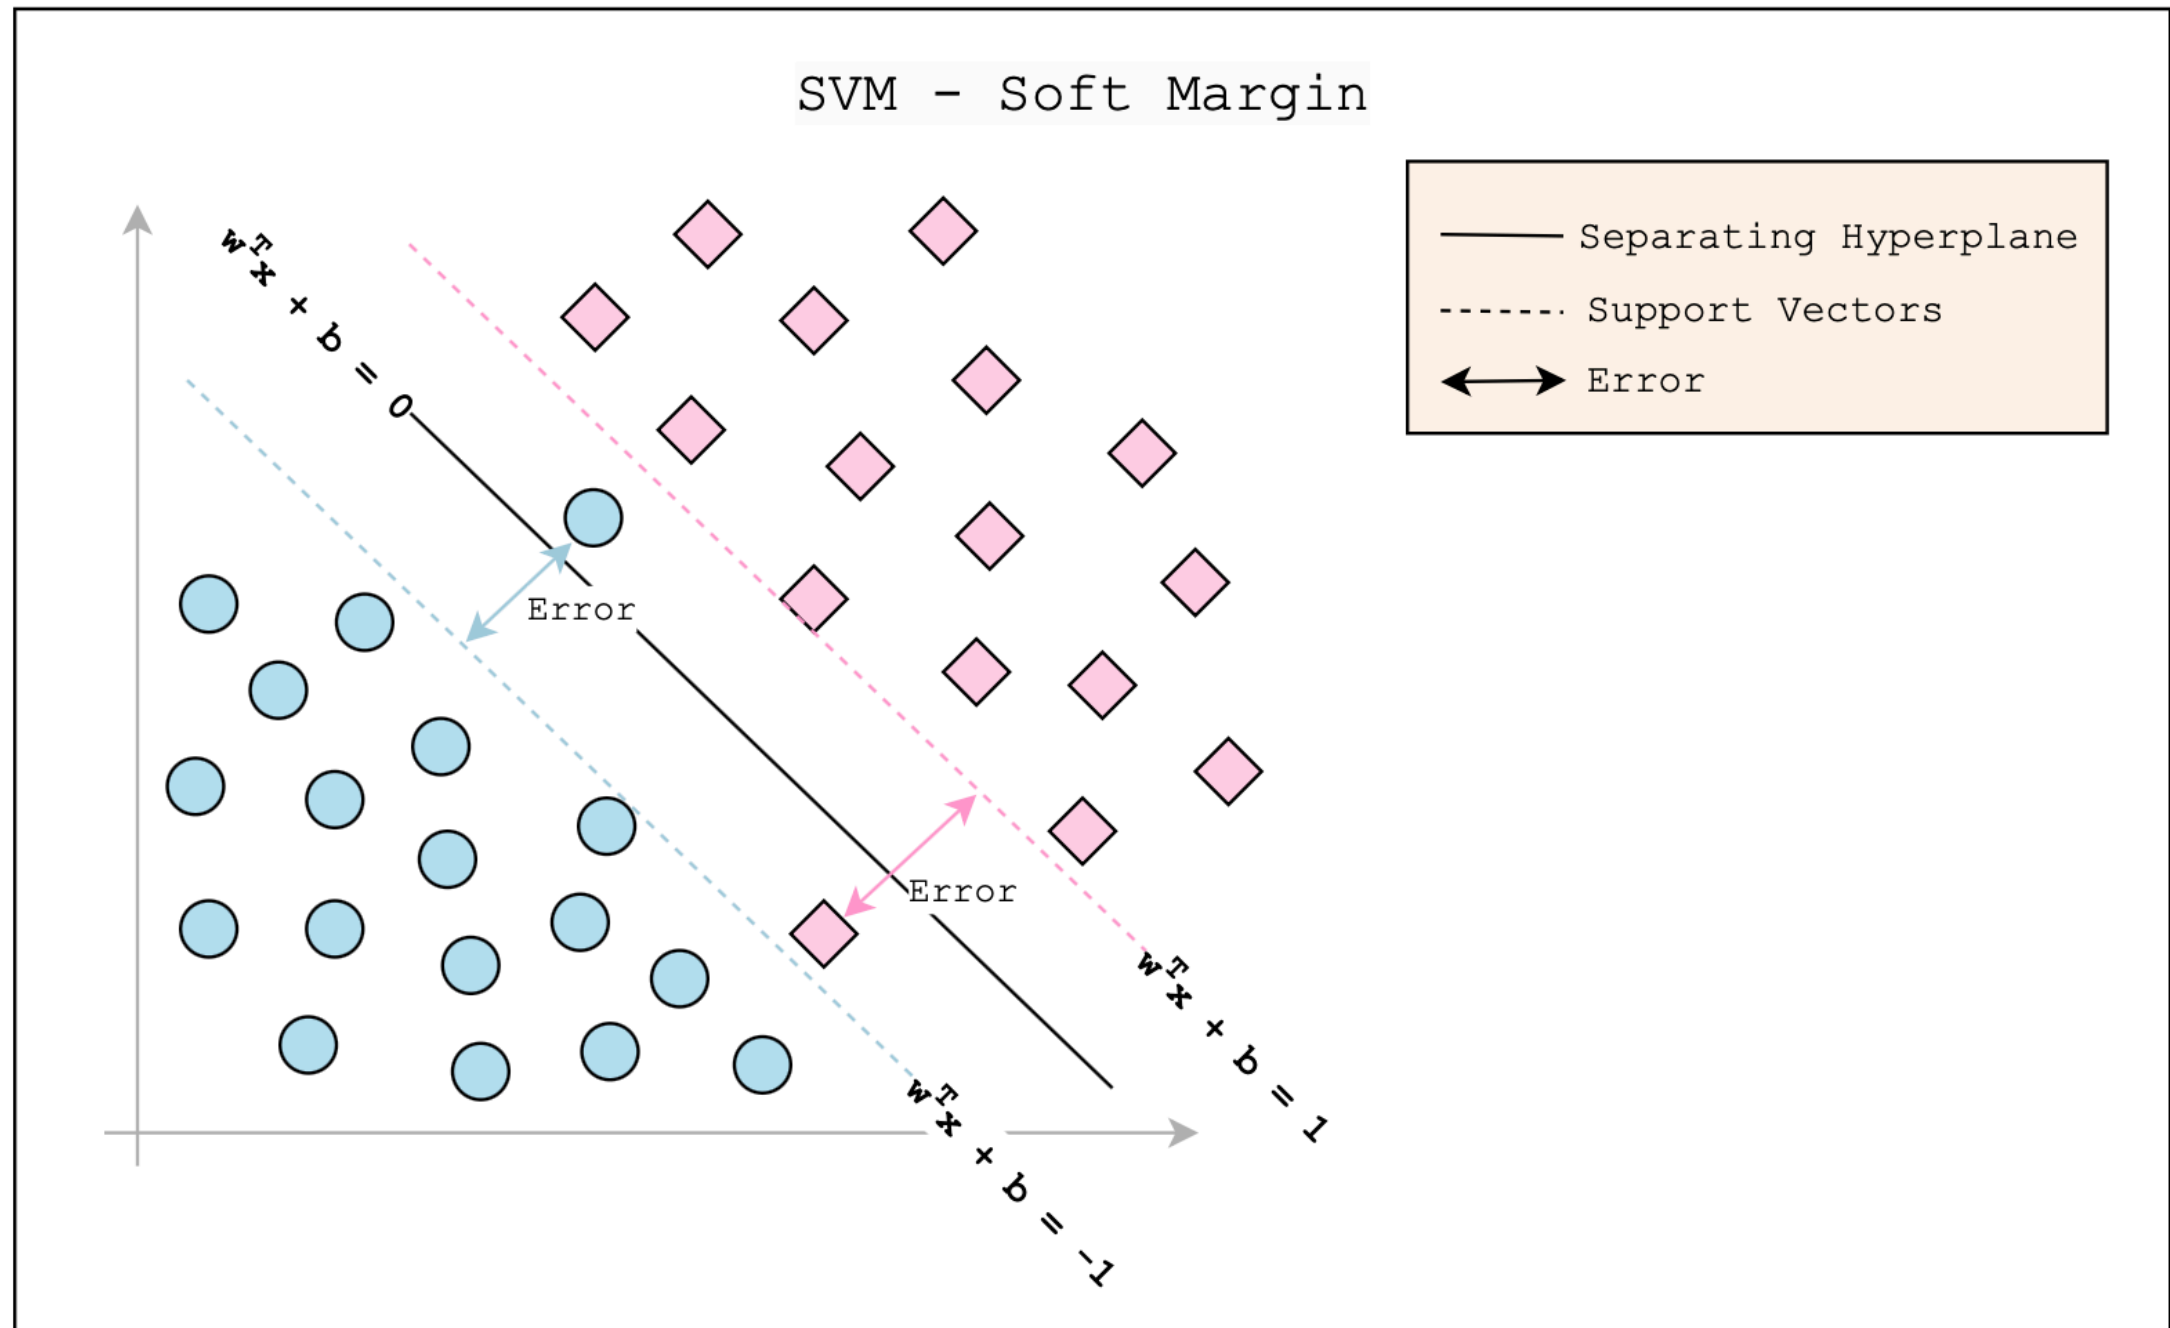 SVM - Soft Margin
Separating Hyperplane
Support Vectors
Error
wᵀx + b = 0
Error
Error
wᵀx + b = 1
wᵀx + b = -1